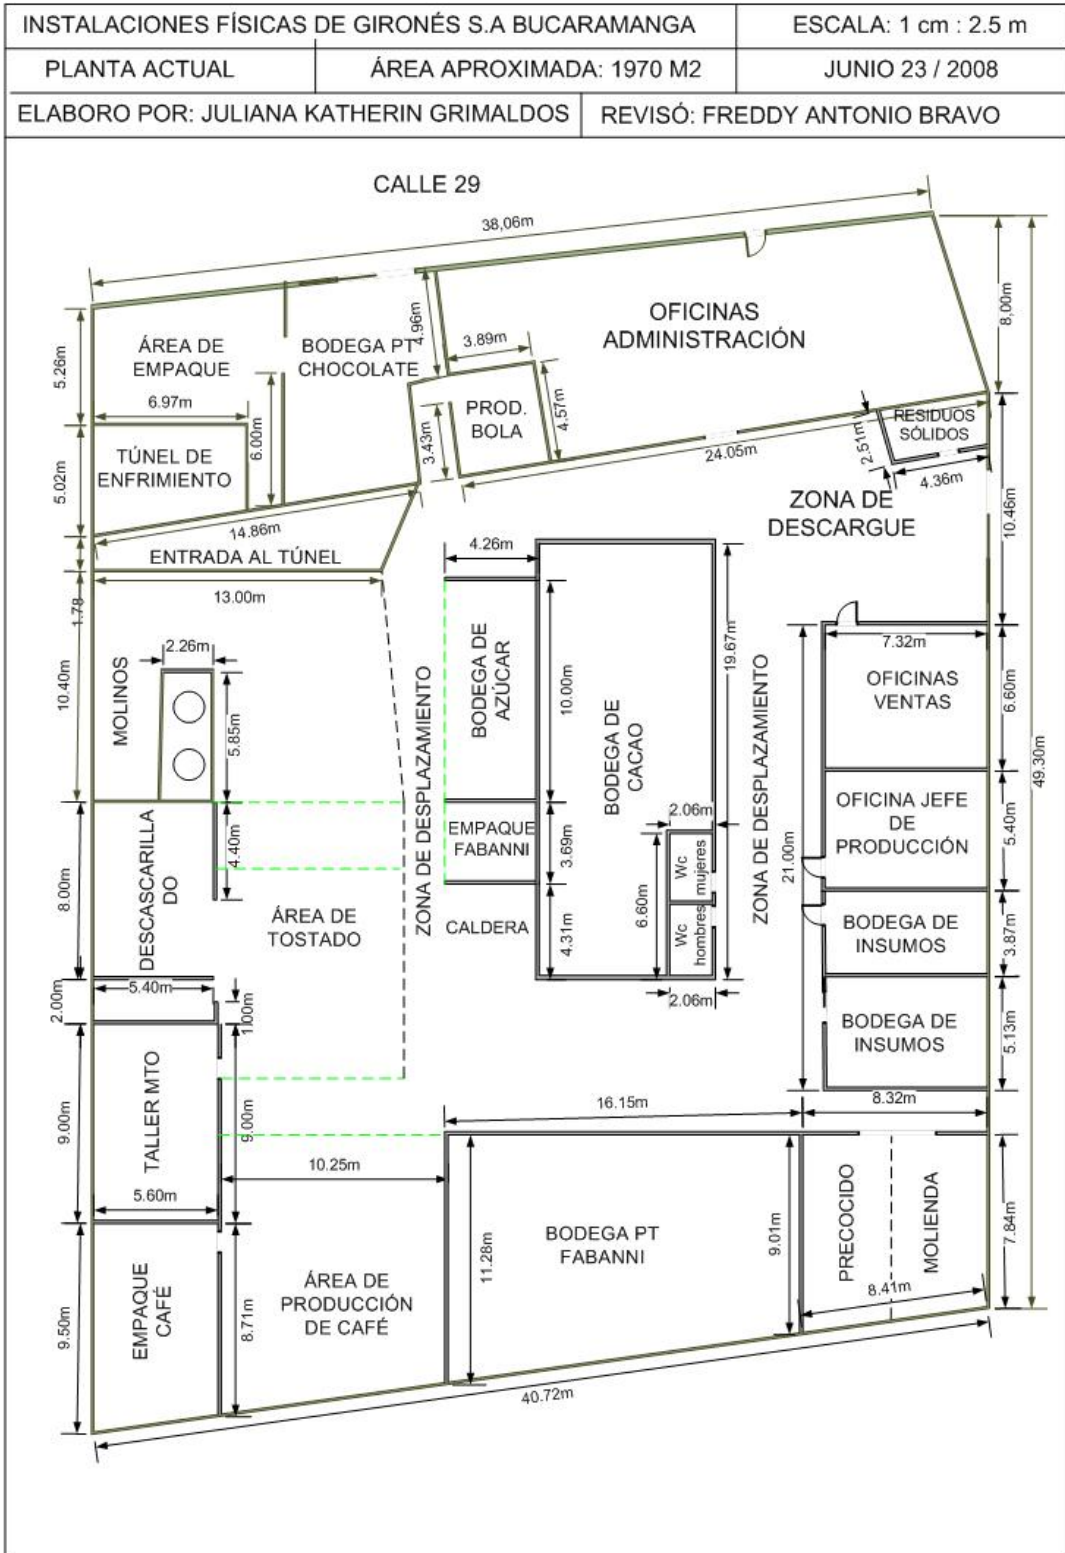 INSTALACIONES FÍSICAS DE GIRONÉS S.A BUCARAMANGA
ESCALA: 1 cm : 2.5 m
PLANTA ACTUAL
ÁREA APROXIMADA: 1970 M2
JUNIO 23 / 2008
ELABORO POR: JULIANA KATHERIN GRIMALDOS
REVISÓ: FREDDY ANTONIO BRAVO
CALLE 29
38,06m
8,00m
49.30m
5.26m
ÁREA DE
EMPAQUE
BODEGA PT
CHOCOLATE
4.96m
OFICINAS
ADMINISTRACIÓN
3.89m
6.97m
6.00m
PROD.
BOLA
4.57m
3.43m
24.05m
RESIDUOS
SÓLIDOS
2.51m
4.36m
5.02m
TÚNEL DE
ENFRIMIENTO
14.86m
ZONA DE
DESCARGUE
10.46m
ENTRADA AL TÚNEL
1.78
13.00m
4.26m
10.40m
MOLINOS
2.26m
5.85m
ZONA DE DESPLAZAMIENTO
BODEGA DE
AZÚCAR
10.00m
BODEGA DE
CACAO
19.67m
ZONA DE DESPLAZAMIENTO
21.00m
7.32m
OFICINAS
VENTAS
6.60m
8.00m
DESCASCARILLA
DO
4.40m
ÁREA DE
TOSTADO
EMPAQUE
FABANNI
3.69m
CALDERA
4.31m
2.06m
6.60m
Wc
mujeres
Wc
hombres
2.06m
OFICINA JEFE
DE
PRODUCCIÓN
5.40m
BODEGA DE
INSUMOS
3.87m
BODEGA DE
INSUMOS
5.13m
2.00m
5.40m
1.00m
9.00m
TALLER MTO
9.00m
5.60m
10.25m
16.15m
8.32m
9.50m
EMPAQUE
CAFÉ
8.71m
ÁREA DE
PRODUCCIÓN
DE CAFÉ
11.28m
BODEGA PT
FABANNI
9.01m
PRECOCIDO
MOLIENDA
8.41m
7.84m
40.72m